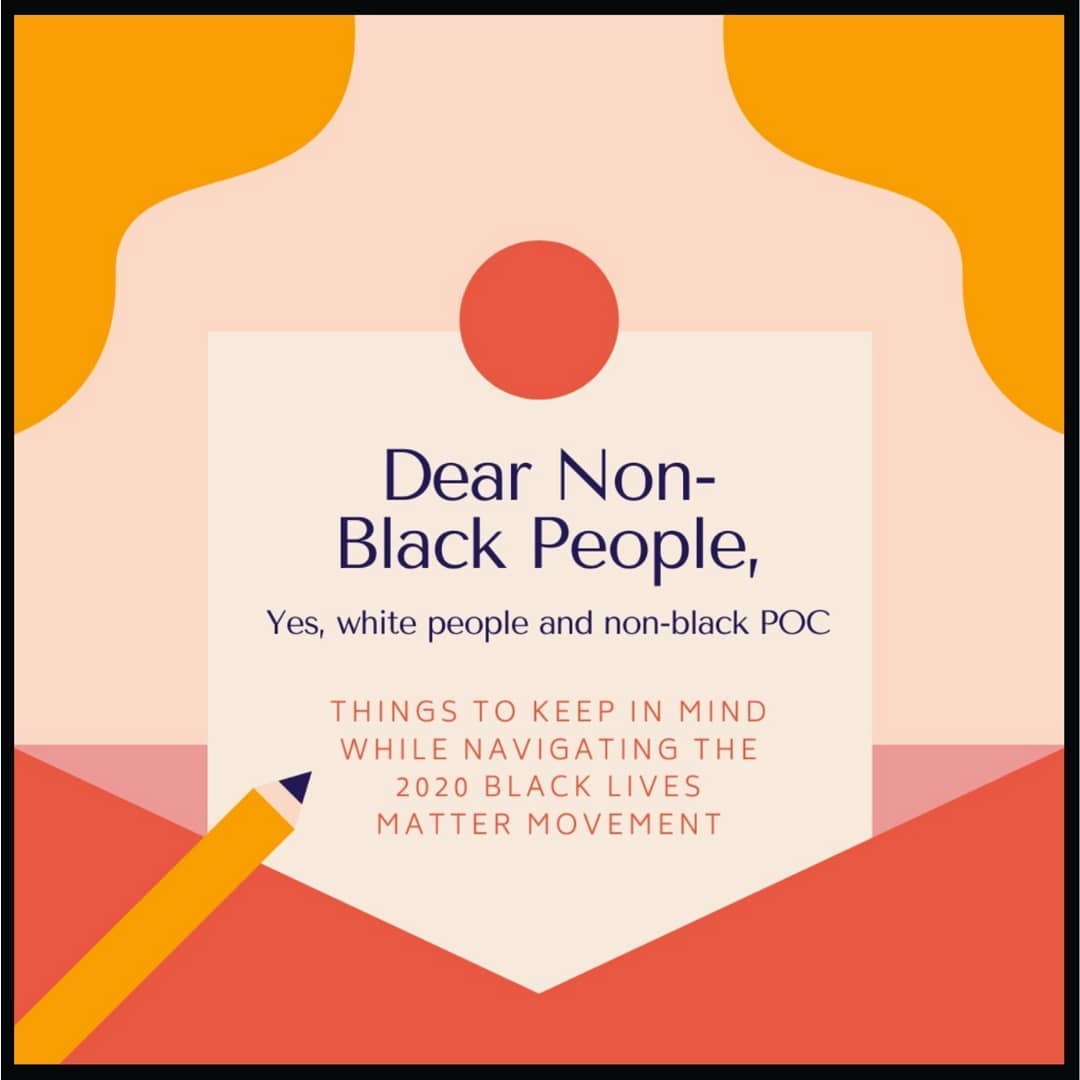 Dear Non-
Black People,
Yes, white people and non-black POC
THINGS TO KEEP IN MIND
WHILE NAVIGATING THE
2020 BLACK LIVES
MATTER MOVEMENT